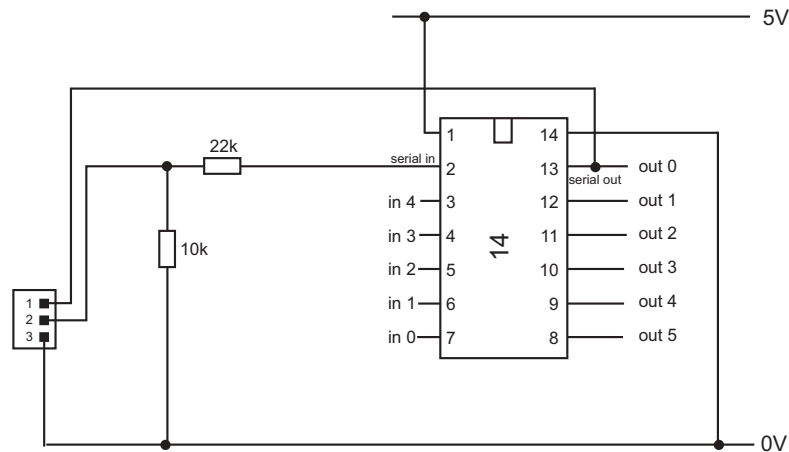 5V
22k
serial in
1
14
2
13
out 0
serial out
in 4
3
12
out 1
in 3
4
11
out 2
14
10k
in 2
5
10
out 3
1
in 1
6
9
out 4
2
3
in 0
7
8
out 5
0V